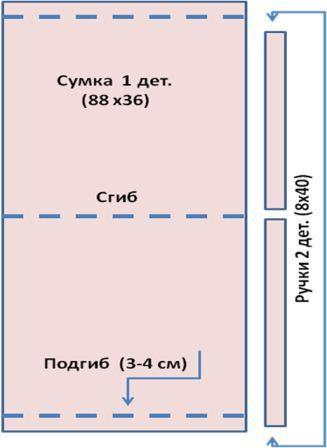 Сумка 1 дет.
(88 х36)
Сгиб
Подгиб (3-4 см)
Ручки 2 дет. (8х40)